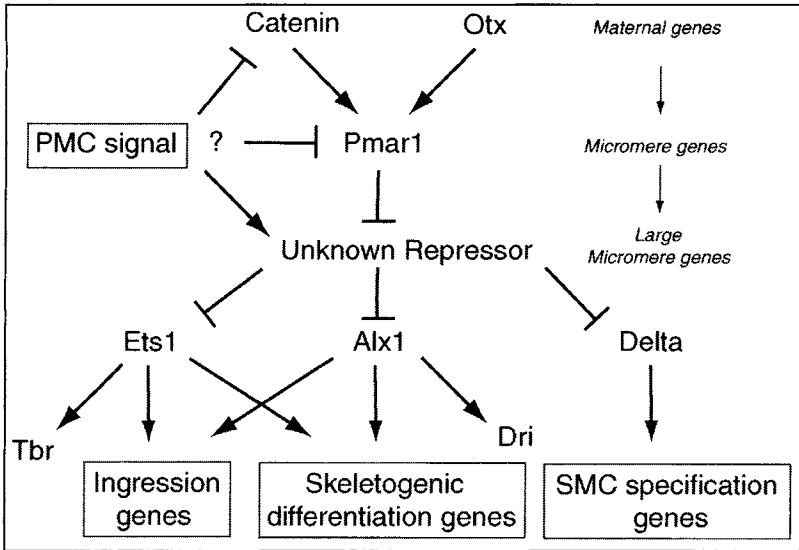 Catenin
Otx
Maternal genes
PMC signal
?
Pmar1
Micromere genes
Unknown Repressor
Large
Micromere genes
Ets1
Alx1
Delta
Tbr
Dri
Ingression
genes
Skeletogenic
differentiation genes
SMC specification
genes